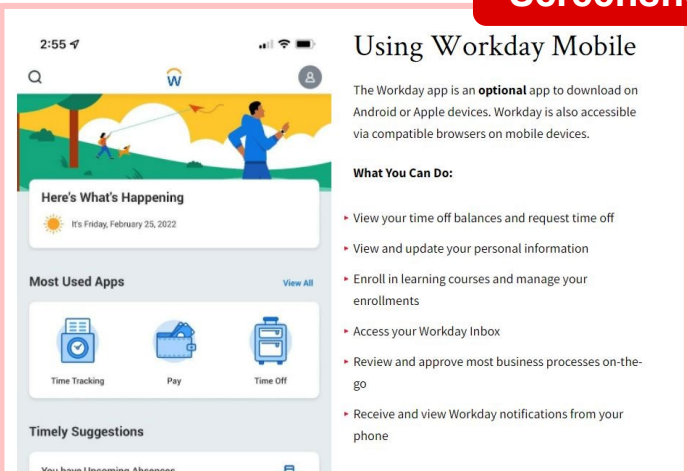 2:55
W
Here's What's Happening
It's Friday, February 25, 2022
Most Used Apps
View All
Time Tracking
Pay
Time Off
Timely Suggestions
You have Upcoming Absences
Using Workday Mobile
The Workday app is an optional app to download on
Android or Apple devices. Workday is also accessible
via compatible browsers on mobile devices.
What You Can Do:
View your time off balances and request time off
View and update your personal information
Enroll in learning courses and manage your
enrollments
Access your Workday Inbox
Review and approve most business processes on-the-
go
Receive and view Workday notifications from your
phone